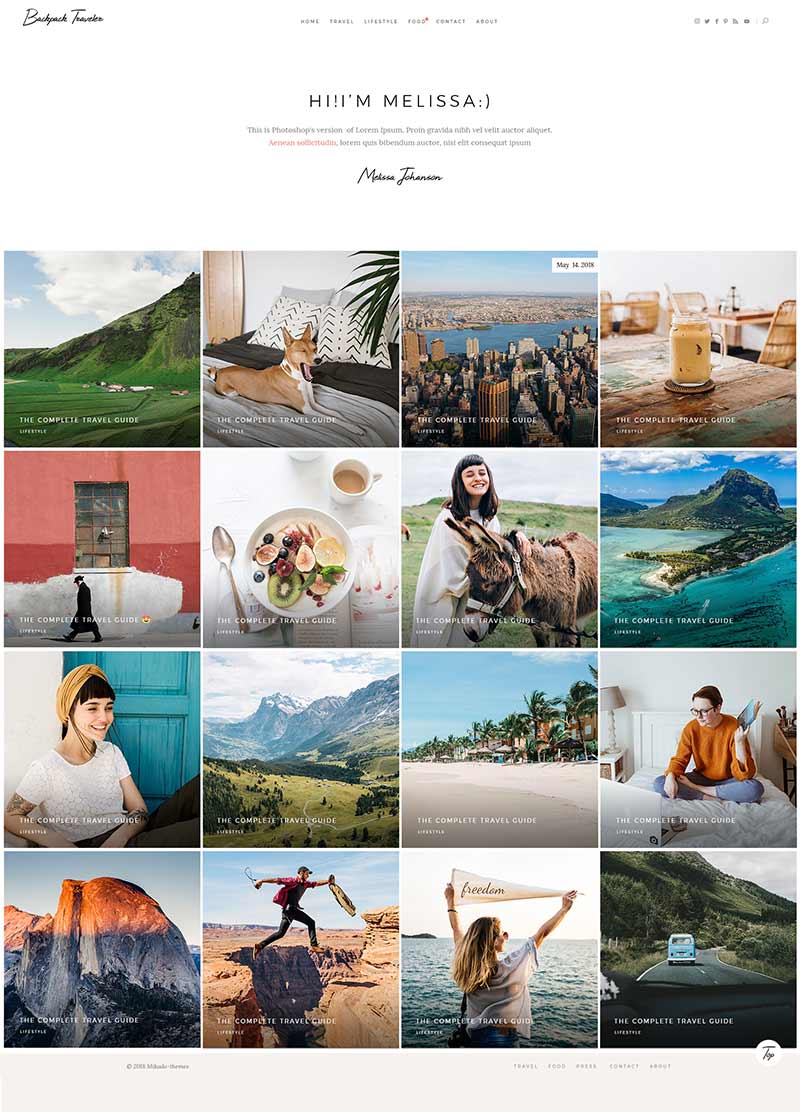 Backpack Traveler
HOME TRAVEL LIFESTYLE FOOD CONTACT ABOUT
HI!I'M MELISSA:)
This is Photoshop's version of Lorem Ipsum, Proin gravida nibh vel velit auctor aliquet.
Aenean sollicitudin, lorem quis bibendum auctor, nisi elit consequat ipsum
Melissa Johanson
May 14, 2018
THE COMPLETE TRAVEL GUIDE
LIFESTYLE
THE COMPLETE TRAVEL GUIDE
LIFESTYLE
THE COMPLETE TRAVEL GUIDE
LIFESTYLE
THE COMPLETE TRAVEL GUIDE
LIFESTYLE
THE COMPLETE TRAVEL GUIDE 😍
LIFESTYLE
THE COMPLETE TRAVEL GUIDE
LIFESTYLE
THE COMPLETE TRAVEL GUIDE
LIFESTYLE
THE COMPLETE TRAVEL GUIDE
LIFESTYLE
THE COMPLETE TRAVEL GUIDE
LIFESTYLE
THE COMPLETE TRAVEL GUIDE
LIFESTYLE
THE COMPLETE TRAVEL GUIDE
LIFESTYLE
THE COMPLETE TRAVEL GUIDE
LIFESTYLE
THE COMPLETE TRAVEL GUIDE
LIFESTYLE
THE COMPLETE TRAVEL GUIDE
LIFESTYLE
freedom
THE COMPLETE TRAVEL GUIDE
LIFESTYLE
THE COMPLETE TRAVEL GUIDE
LIFESTYLE
Top
© 2018 Mikado-themes
TRAVEL FOOD PRESS CONTACT ABOUT